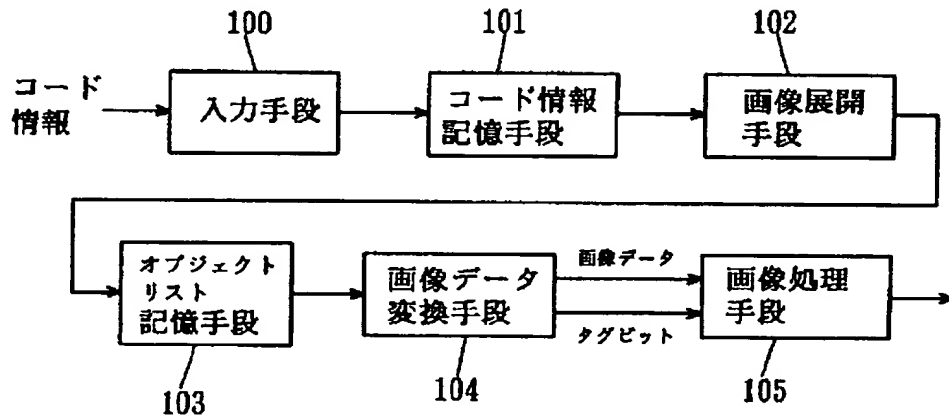 100
101
102
コード
情報
入力手段
コード情報
記憶手段
画像展開
手段
オブジェクト
リスト
記憶手段
画像データ
変換手段
画像データ
タグビット
画像処理
手段
103
104
105